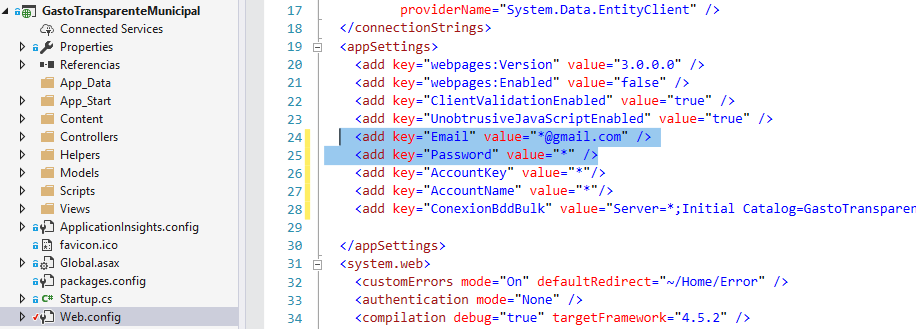 GastoTransparenteMunicipal
Connected Services
Properties
Referencias
App_Data
App_Start
Content
Controllers
Helpers
Models
Scripts
Views
ApplicationInsights.config
favicon.ico
Global.asax
packages.config
C# Startup.cs
Web.config
17 providerName="System.Data.EntityClient" />
18 </connectionStrings>
19 <appSettings>
20 <add key="webpages:Version" value="3.0.0.0" />
21 <add key="webpages:Enabled" value="false" />
22 <add key="ClientValidationEnabled" value="true" />
23 <add key="UnobtrusiveJavaScriptEnabled" value="true" />
24 <add key="Email" value="*@gmail.com" />
25 <add key="Password" value="*" />
26 <add key="AccountKey" value="*"/>
27 <add key="AccountName" value="*"/>
28 <add key="ConexionBddBulk" value="Server=*;Initial Catalog=GastoTransparen
29
30 </appSettings>
31 <system.web>
32 <customErrors mode="On" defaultRedirect="~/Home/Error" />
33 <authentication mode="None" />
34 <compilation debug="true" targetFramework="4.5.2" />